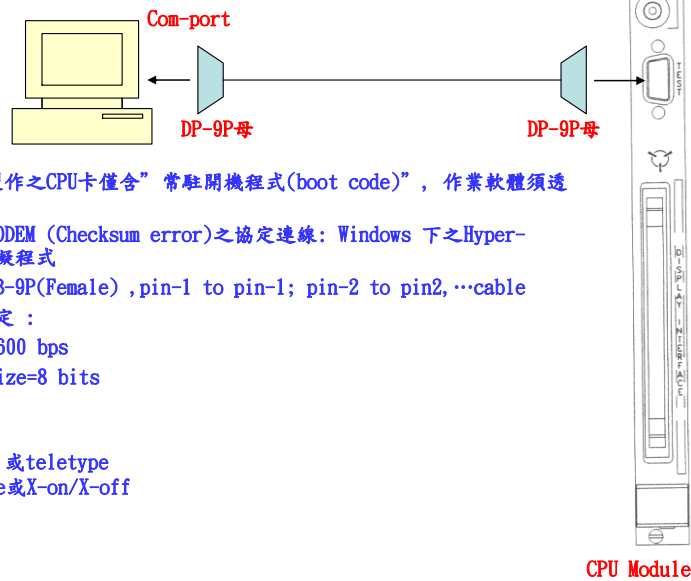 Com-port
DP-9P母
DP-9P母
TEST
作之CPU卡僅含”常駐開機程式(boot code)”, 作業軟體須透
ODEM (Checksum error)之協定連線: Windows 下之Hyper-
擬程式
-9P(Female) ,pin-1 to pin-1; pin-2 to pin2,…cable
定 :
600 bps
ize=8 bits
或teletype
e或X-on/X-off
DISPLAY INTERFACE
CPU Module